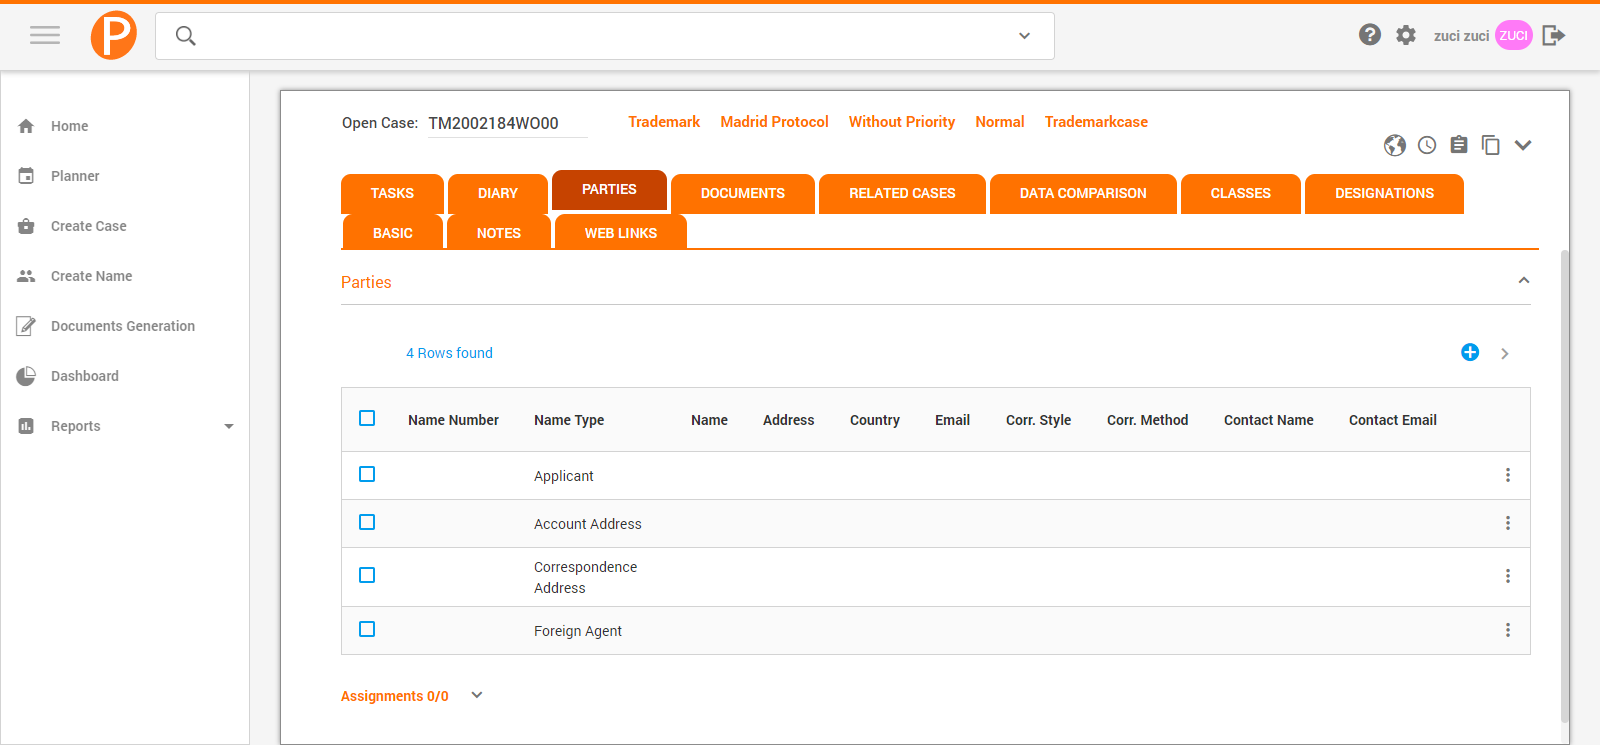 P
zuci zuci ZUCI
Home
Planner
Create Case
Create Name
Documents Generation
Dashboard
Reports
Open Case: TM2002184WO00 Trademark Madrid Protocol Without Priority Normal Trademarkcase
TASKS DIARY PARTIES DOCUMENTS RELATED CASES DATA COMPARISON CLASSES DESIGNATIONS
BASIC NOTES WEB LINKS
Parties
4 Rows found
Name Number Name Type Name Address Country Email Corr. Style Corr. Method Contact Name Contact Email
Applicant
Account Address
Correspondence
Address
Foreign Agent
Assignments 0/0